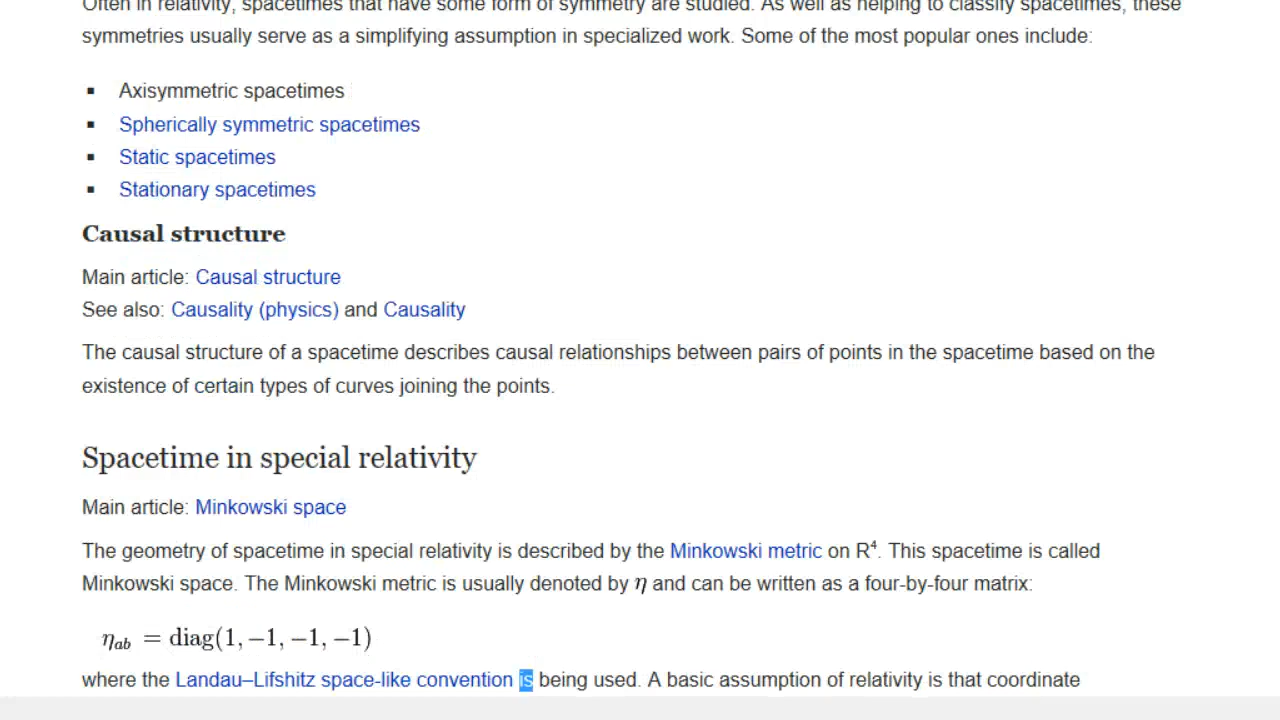 Often in relativity, spacetimes that have some form of symmetry are studied. As well as helping to classify spacetimes, these
symmetries usually serve as a simplifying assumption in specialized work. Some of the most popular ones include:
▪ Axisymmetric spacetimes
▪ Spherically symmetric spacetimes
▪ Static spacetimes
▪ Stationary spacetimes
Causal structure
Main article: Causal structure
See also: Causality (physics) and Causality
The causal structure of a spacetime describes causal relationships between pairs of points in the spacetime based on the
existence of certain types of curves joining the points.
Spacetime in special relativity
Main article: Minkowski space
The geometry of spacetime in special relativity is described by the Minkowski metric on R⁴. This spacetime is called
Minkowski space. The Minkowski metric is usually denoted by η and can be written as a four-by-four matrix:
η_ab = diag(1, −1, −1, −1)
where the Landau–Lifshitz space-like convention is being used. A basic assumption of relativity is that coordinate